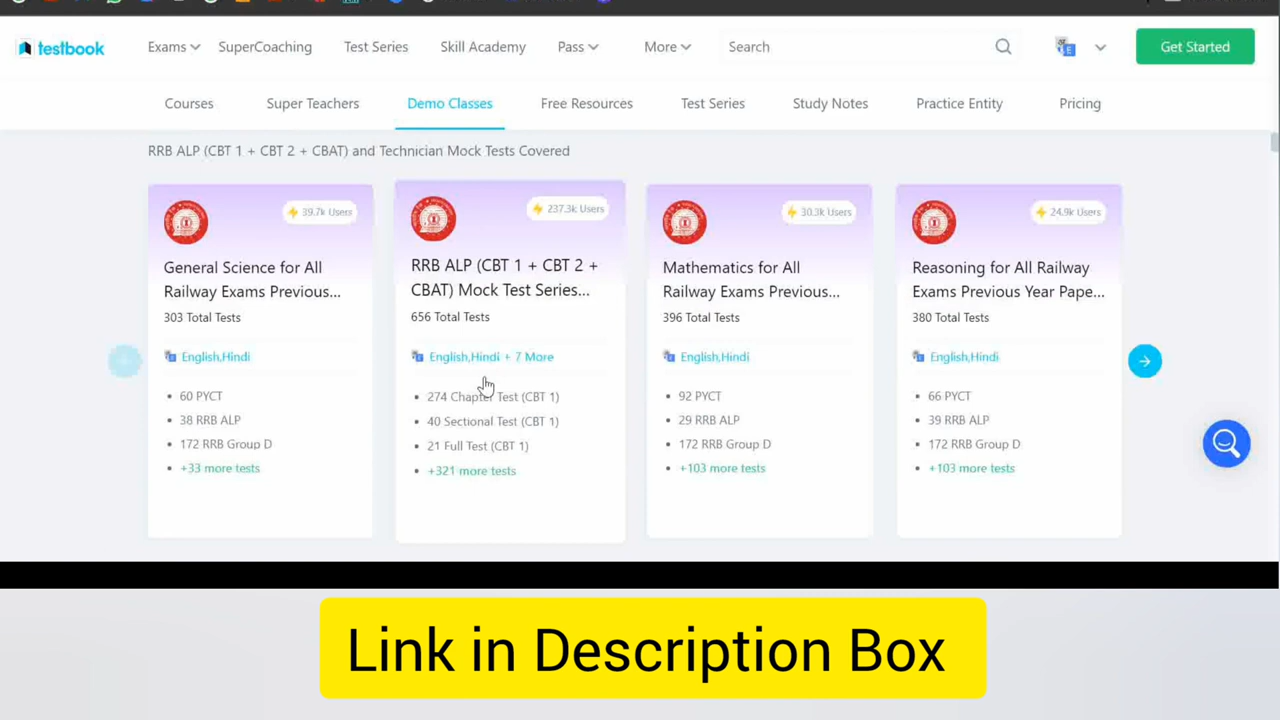 testbook
Exams
SuperCoaching
Test Series
Skill Academy
Pass
More
Search
Get Started
Courses
Super Teachers
Demo Classes
Free Resources
Test Series
Study Notes
Practice Entity
Pricing
RRB ALP (CBT 1 + CBT 2 + CBAT) and Technician Mock Tests Covered
39.7k Users
General Science for All
Railway Exams Previous...
303 Total Tests
English,Hindi
60 PYCT
38 RRB ALP
172 RRB Group D
+33 more tests
237.3k Users
RRB ALP (CBT 1 + CBT 2 +
CBAT) Mock Test Series...
656 Total Tests
English,Hindi + 7 More
274 Chapter Test (CBT 1)
40 Sectional Test (CBT 1)
21 Full Test (CBT 1)
+321 more tests
30.3k Users
Mathematics for All
Railway Exams Previous...
396 Total Tests
English,Hindi
92 PYCT
29 RRB ALP
172 RRB Group D
+103 more tests
24.9k Users
Reasoning for All Railway
Exams Previous Year Pape...
380 Total Tests
English,Hindi
66 PYCT
39 RRB ALP
172 RRB Group D
+103 more tests
Link in Description Box